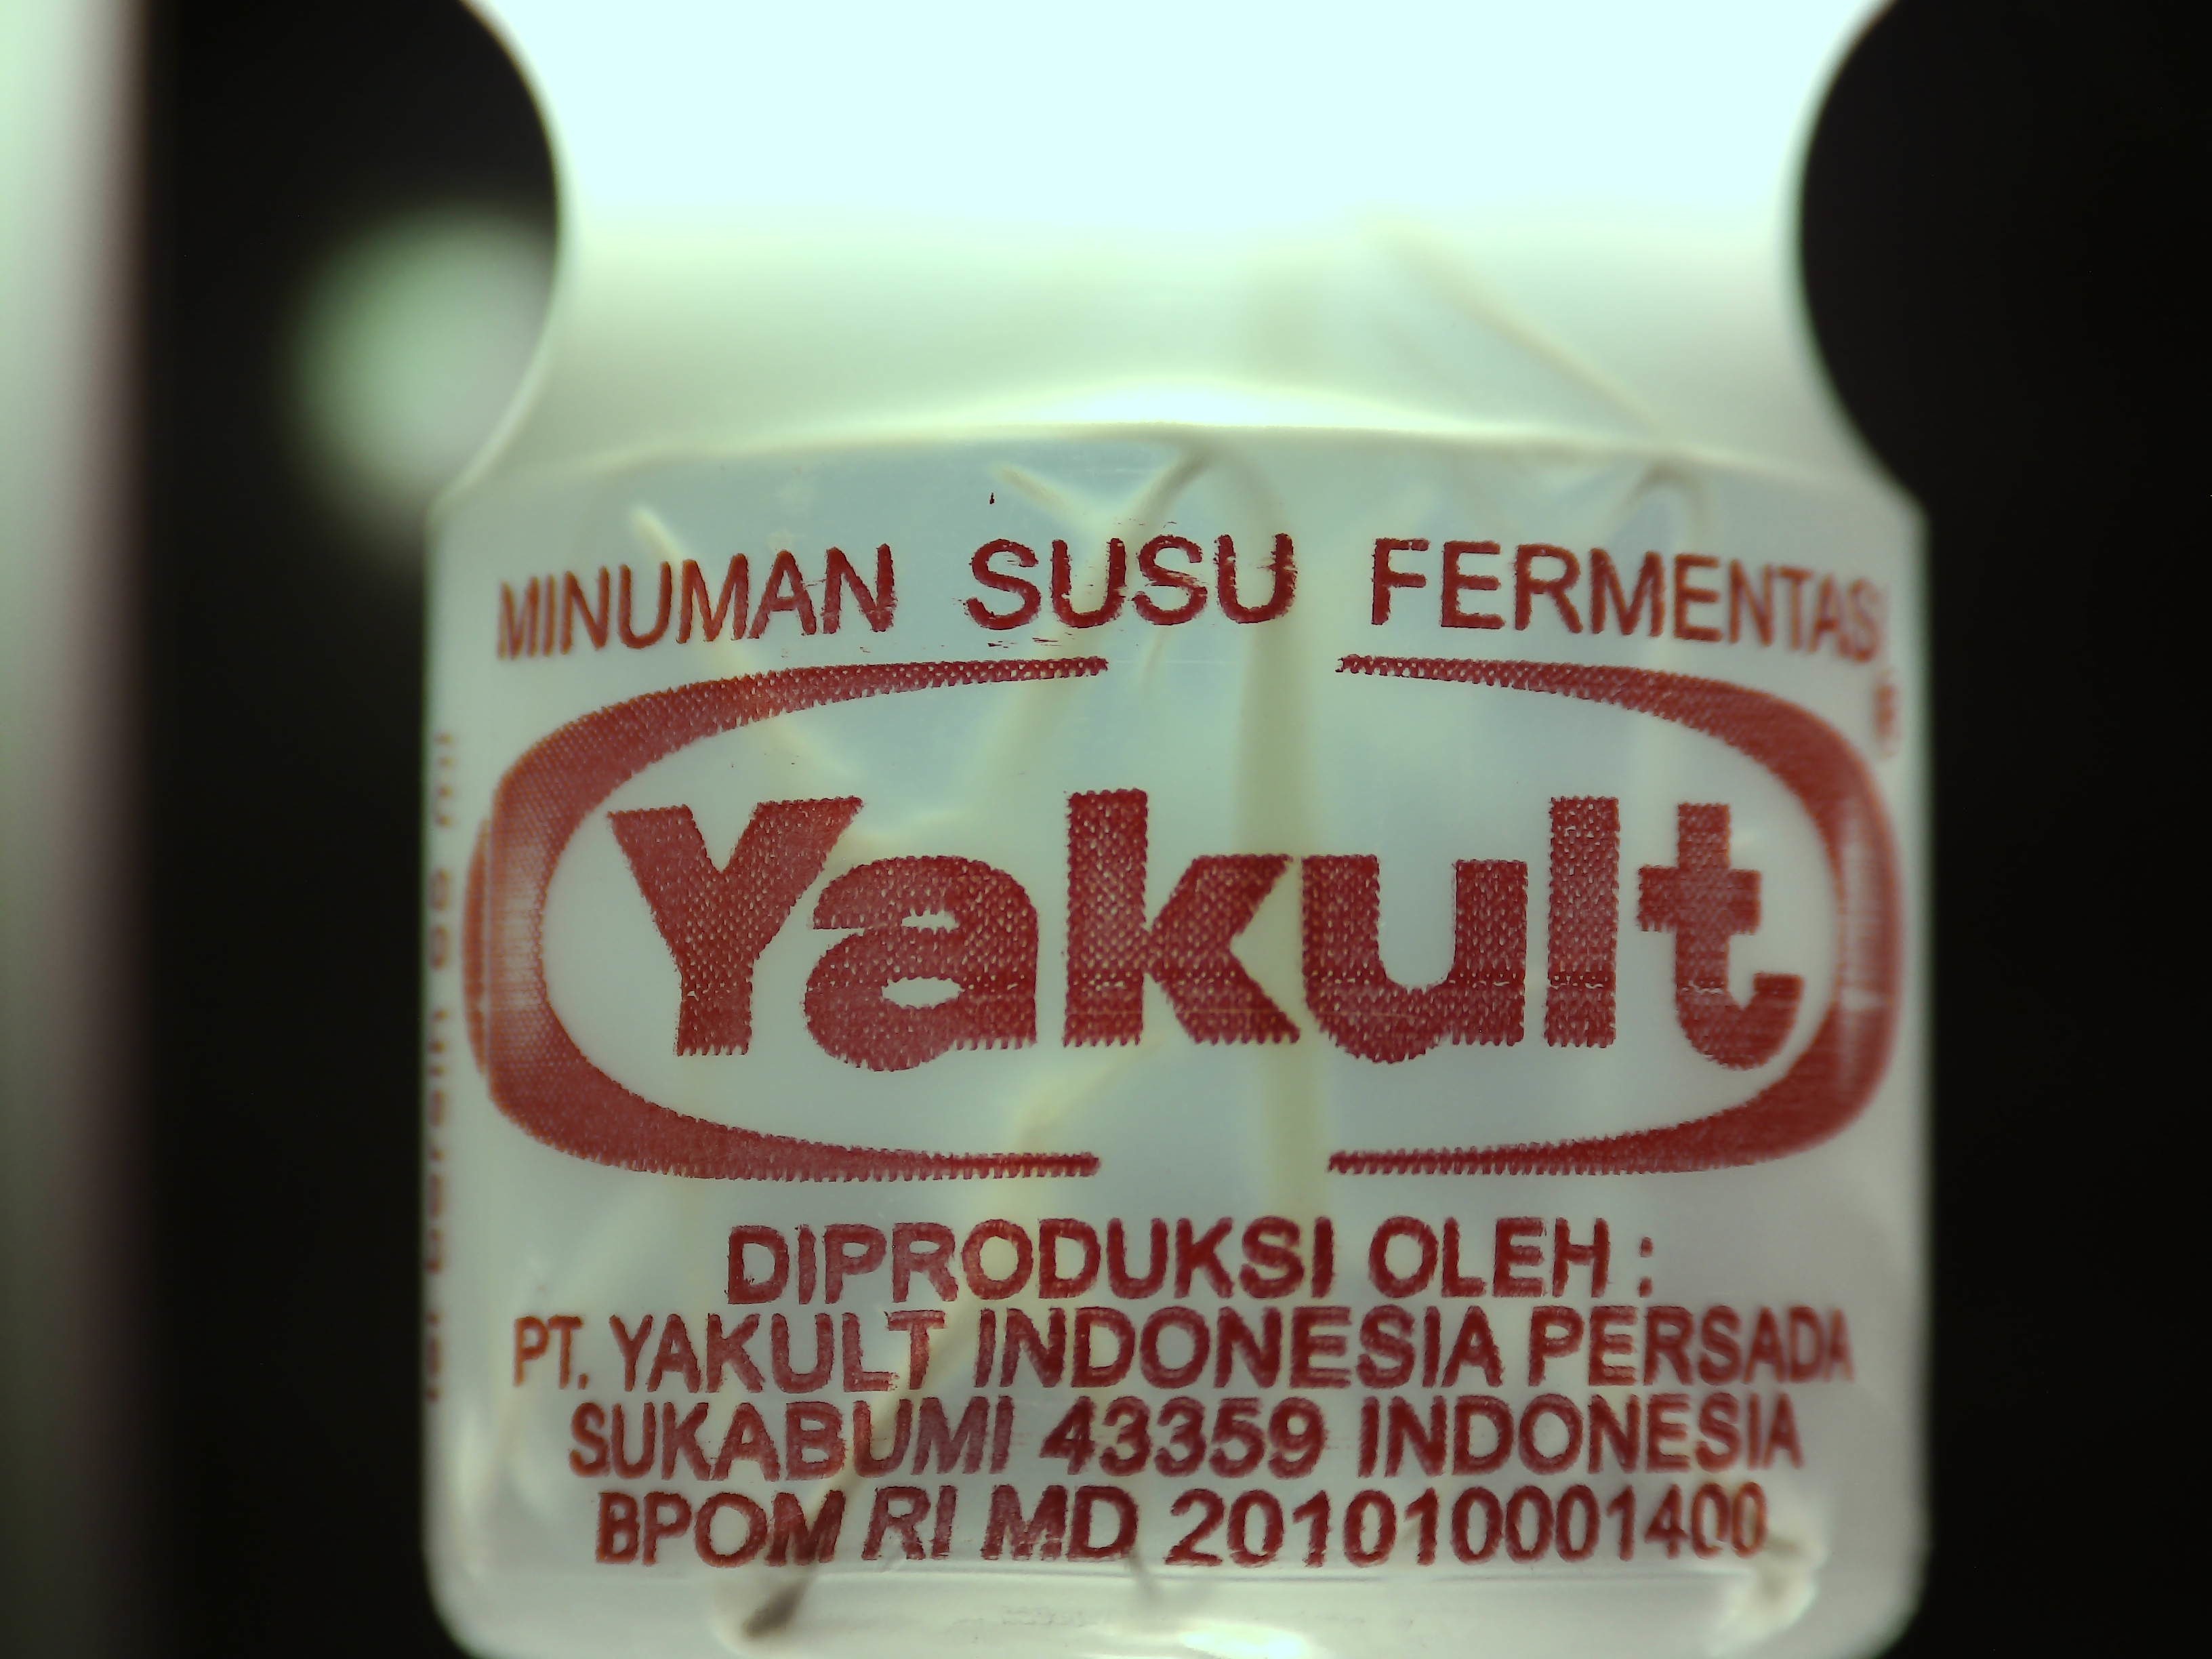 MINUMAN SUSU FERMENTASI
Yakult
DIPRODUKSI OLEH :
PT. YAKULT INDONESIA PERSADA
SUKABUMI 43359 INDONESIA
BPOM RI MD 201010001400